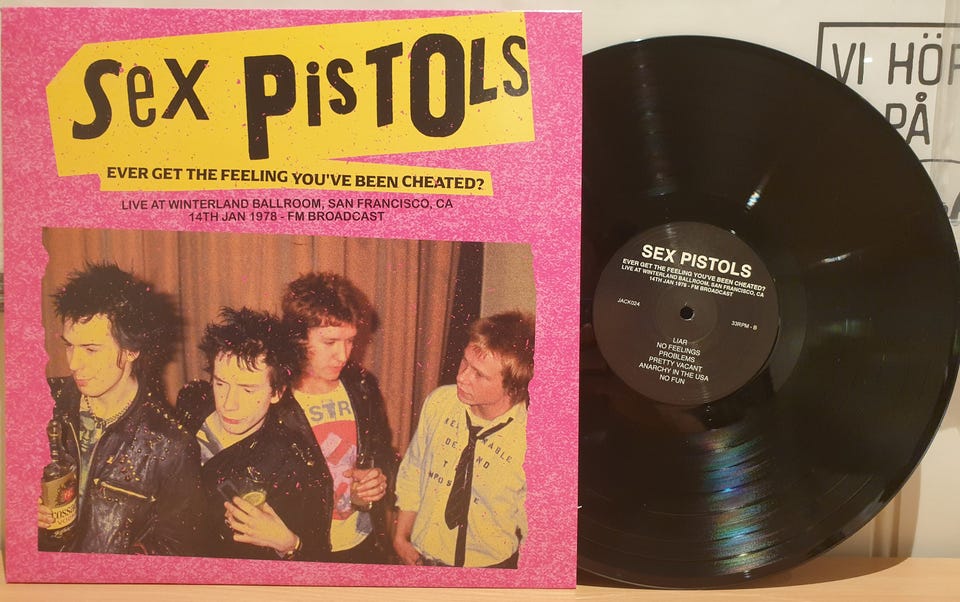 SEX PISTOLS
EVER GET THE FEELING YOU'VE BEEN CHEATED?
LIVE AT WINTERLAND BALLROOM, SAN FRANCISCO, CA
14TH JAN 1978 - FM BROADCAST
SEX PISTOLS
EVER GET THE FEELING YOU'VE BEEN CHEATED?
LIVE AT WINTERLAND BALLROOM, SAN FRANCISCO, CA
14TH JAN 1978 - FM BROADCAST
JACK024
33RPM - B
LIAR
NO FEELINGS
PROBLEMS
PRETTY VACANT
ANARCHY IN THE USA
NO FUN
VI HÖR
PÅ
STR